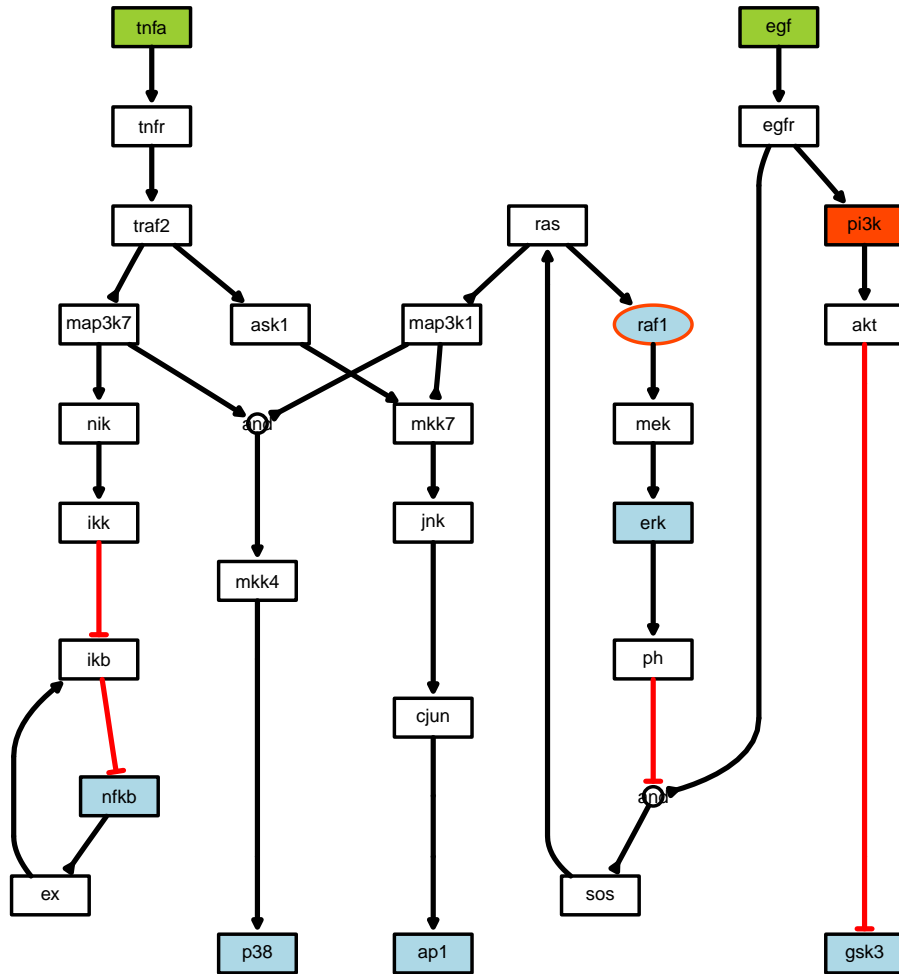 tnfa
egf
tnfr
egfr
traf2
ras
pi3k
map3k7
ask1
map3k1
raf1
akt
nik
and
mkk7
mek
ikk
jnk
erk
mkk4
ikb
ph
cjun
nfkb
and
ex
sos
p38
ap1
gsk3